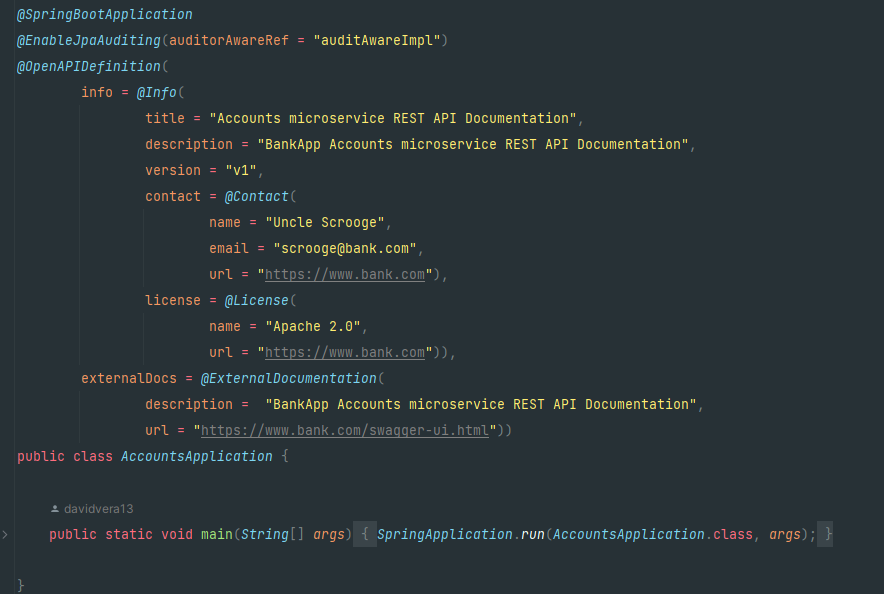 @SpringBootApplication
@EnableJpaAuditing(auditorAwareRef = "auditAwareImpl")
@OpenAPIDefinition(
        info = @Info(
                title = "Accounts microservice REST API Documentation",
                description = "BankApp Accounts microservice REST API Documentation",
                version = "v1",
                contact = @Contact(
                        name = "Uncle Scrooge",
                        email = "scrooge@bank.com",
                        url = "https://www.bank.com"),
                license = @License(
                        name = "Apache 2.0",
                        url = "https://www.bank.com")),
        externalDocs = @ExternalDocumentation(
                description =  "BankApp Accounts microservice REST API Documentation",
                url = "https://www.bank.com/swagger-ui.html"))
public class AccountsApplication {
    davidvera13
    public static void main(String[] args) { SpringApplication.run(AccountsApplication.class, args); }
}